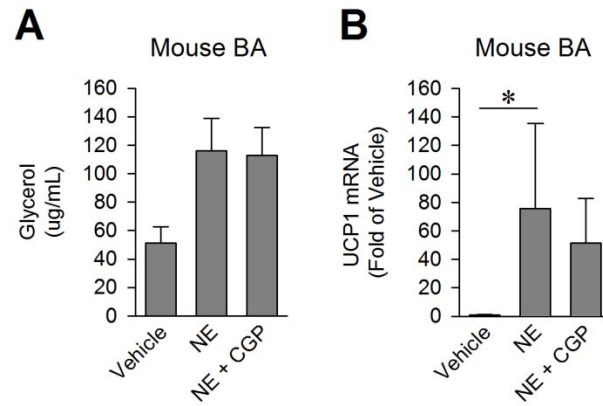 A
Mouse BA
Glycerol
(ug/mL)
160
140
120
100
80
60
40
20
0
Vehicle
NE
NE + CGP
B
Mouse BA
UCP1 mRNA
(Fold of Vehicle)
160
140
120
100
80
60
40
20
0
*
Vehicle
NE
NE + CGP